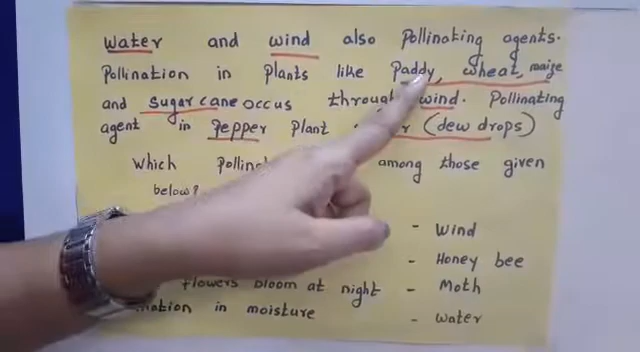 Water and wind also Pollinating agents.
Pollination in Plants like Paddy, wheat, maize
and sugar cane occus through wind. Pollinating
agent in Pepper Plant (dew drops)
Which among those given
below?
- Wind
- Honey bee
flowers bloom at night - Moth
in moisture - Water